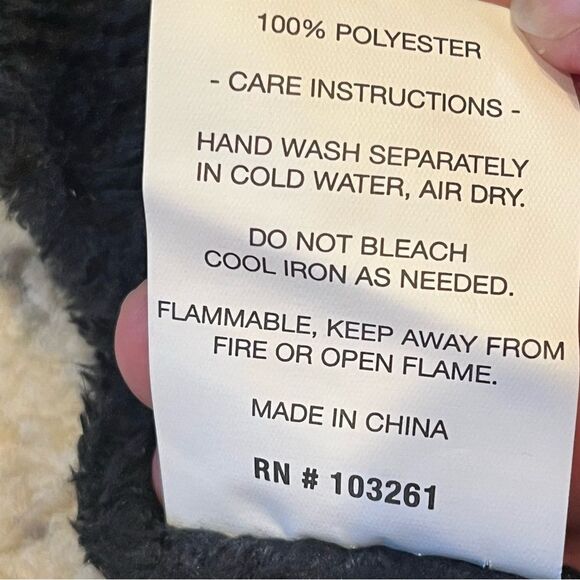 100% POLYESTER
- CARE INSTRUCTIONS -
HAND WASH SEPARATELY
IN COLD WATER, AIR DRY.
DO NOT BLEACH
COOL IRON AS NEEDED.
FLAMMABLE, KEEP AWAY FROM
FIRE OR OPEN FLAME.
MADE IN CHINA
RN # 103261